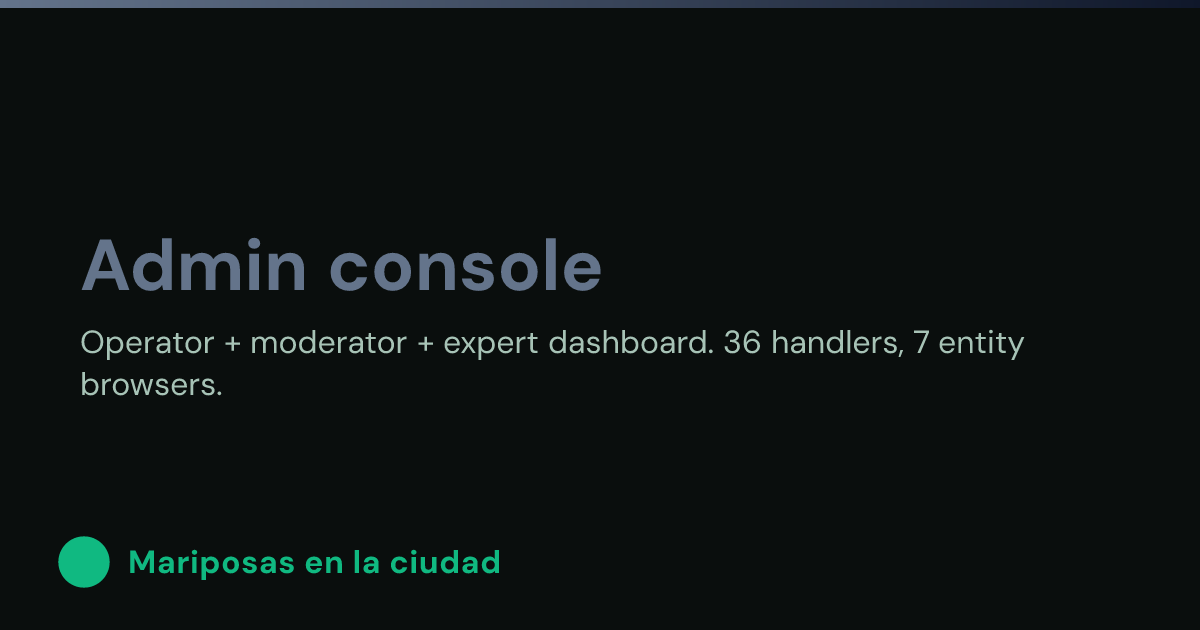 Admin console
Operator + moderator + expert dashboard. 36 handlers, 7 entity
browsers.
Mariposas en la ciudad